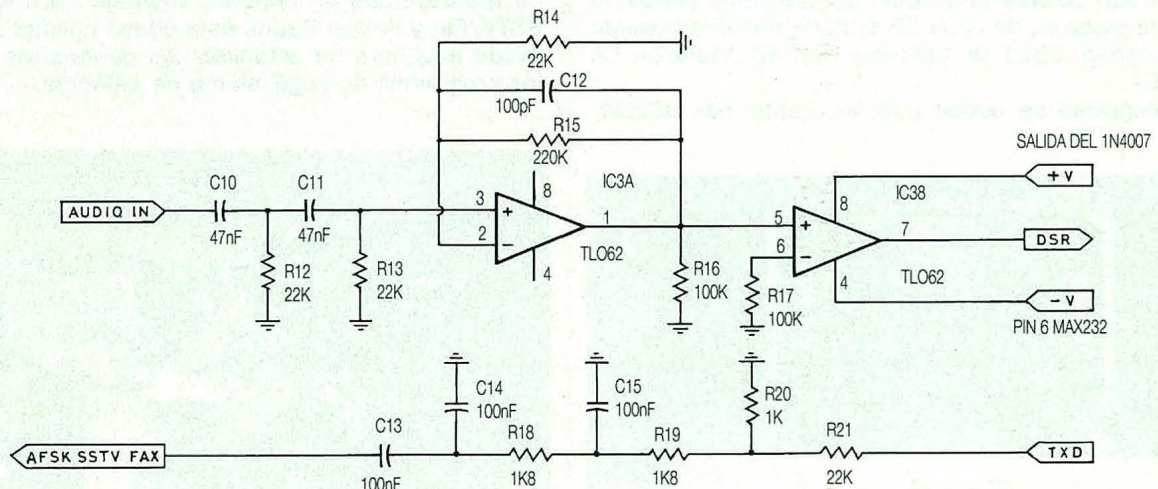 R14
22K
C12
100pF
R15
220K
SALIDA DEL 1N4007
+V
C10
C11
IC3A
IC38
8
8
AUDIO IN
3
+
1
5
+
7
DSR
47nF
47nF
2
−
6
−
TLO62
TLO62
4
4
R12
22K
R13
22K
R16
100K
R17
100K
−V
PIN 6 MAX232
C14
100nF
C15
100nF
R20
1K
C13
R18
R19
R21
AFSK SSTV FAX
TXD
100nF
1K8
1K8
22K